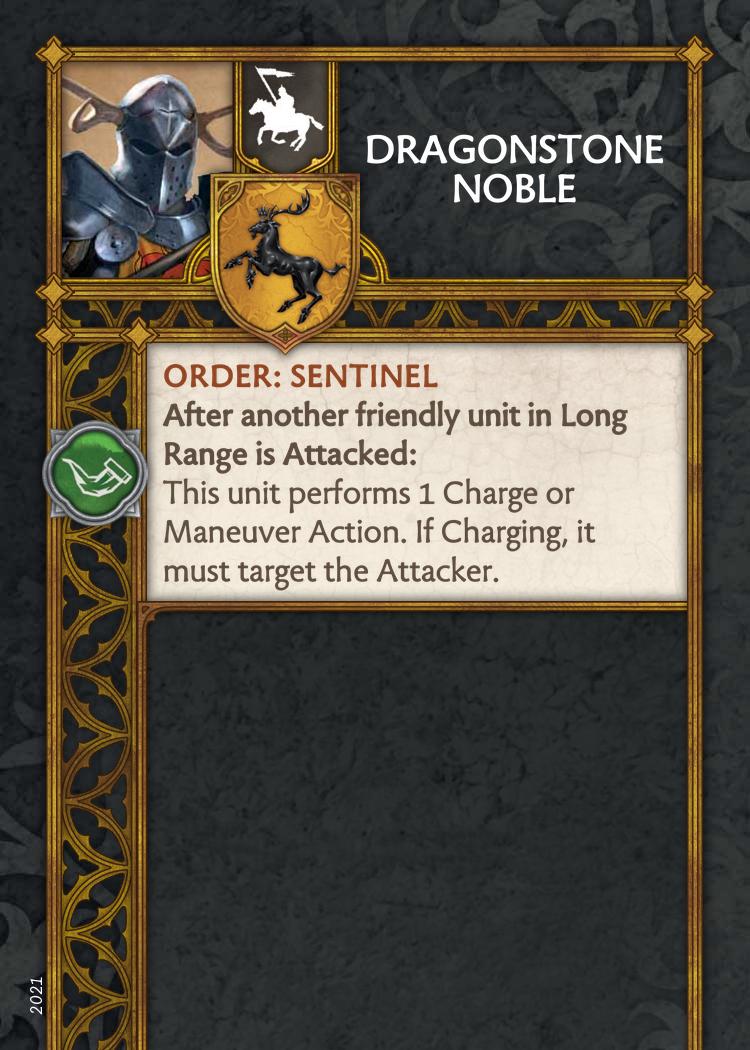 DRAGONSTONE
NOBLE
ORDER: SENTINEL
After another friendly unit in Long
Range is Attacked:
This unit performs 1 Charge or
Maneuver Action. If Charging, it
must target the Attacker.
2021